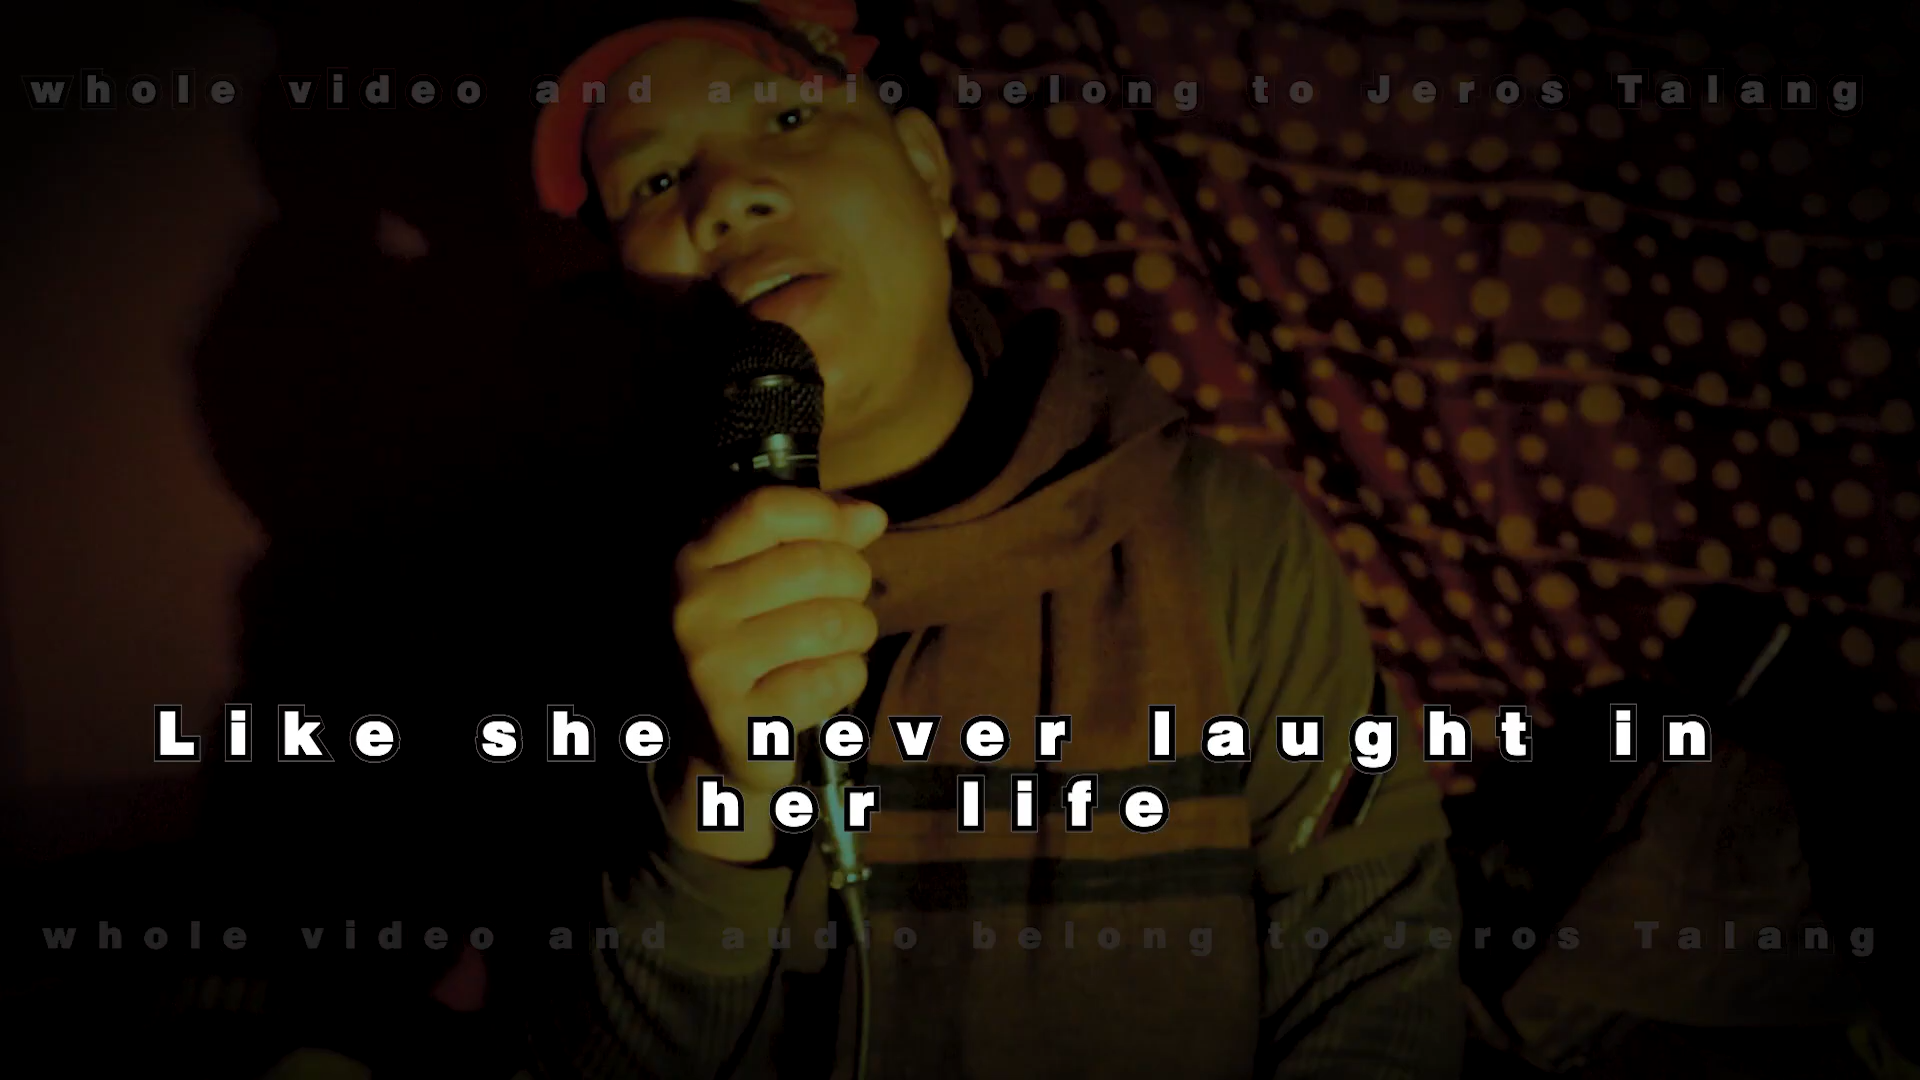 whole video and audio belong to Jeros Talang
Like she never laught in
her life
whole video and audio belong to Jeros Talang